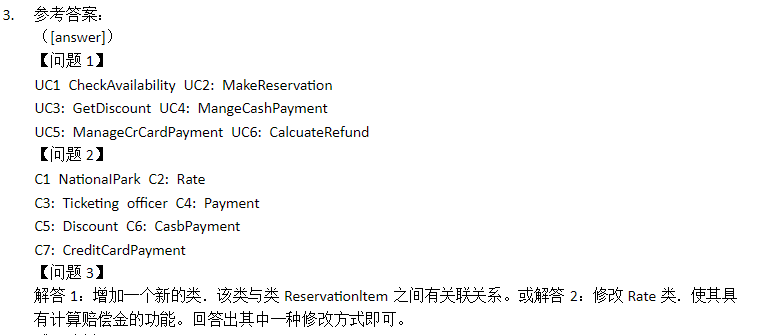 3. 参考答案：
（[answer]）
【问题 1】
UC1 CheckAvailability UC2: MakeReservation
UC3: GetDiscount UC4: MangeCashPayment
UC5: ManageCrCardPayment UC6: CalcuateRefund
【问题 2】
C1 NationaIPark C2: Rate
C3: Ticketing officer C4: Payment
C5: Discount C6: CasbPayment
C7: CreditCardPayment
【问题 3】
解答 1：增加一个新的类．该类与类 ReservationItem 之间有关联关系。或解答 2：修改 Rate 类．使其具
有计算赔偿金的功能。回答出其中一种修改方式即可。